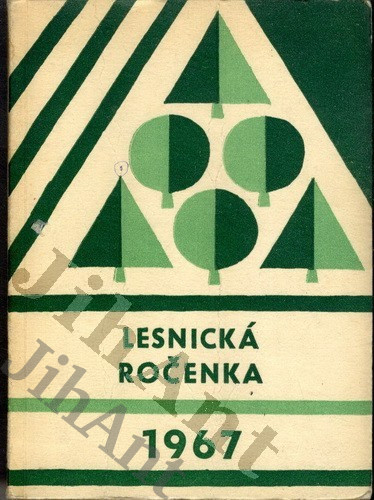 LESNICKÁ
ROČENKA
1967
JihAnt
JihAnt